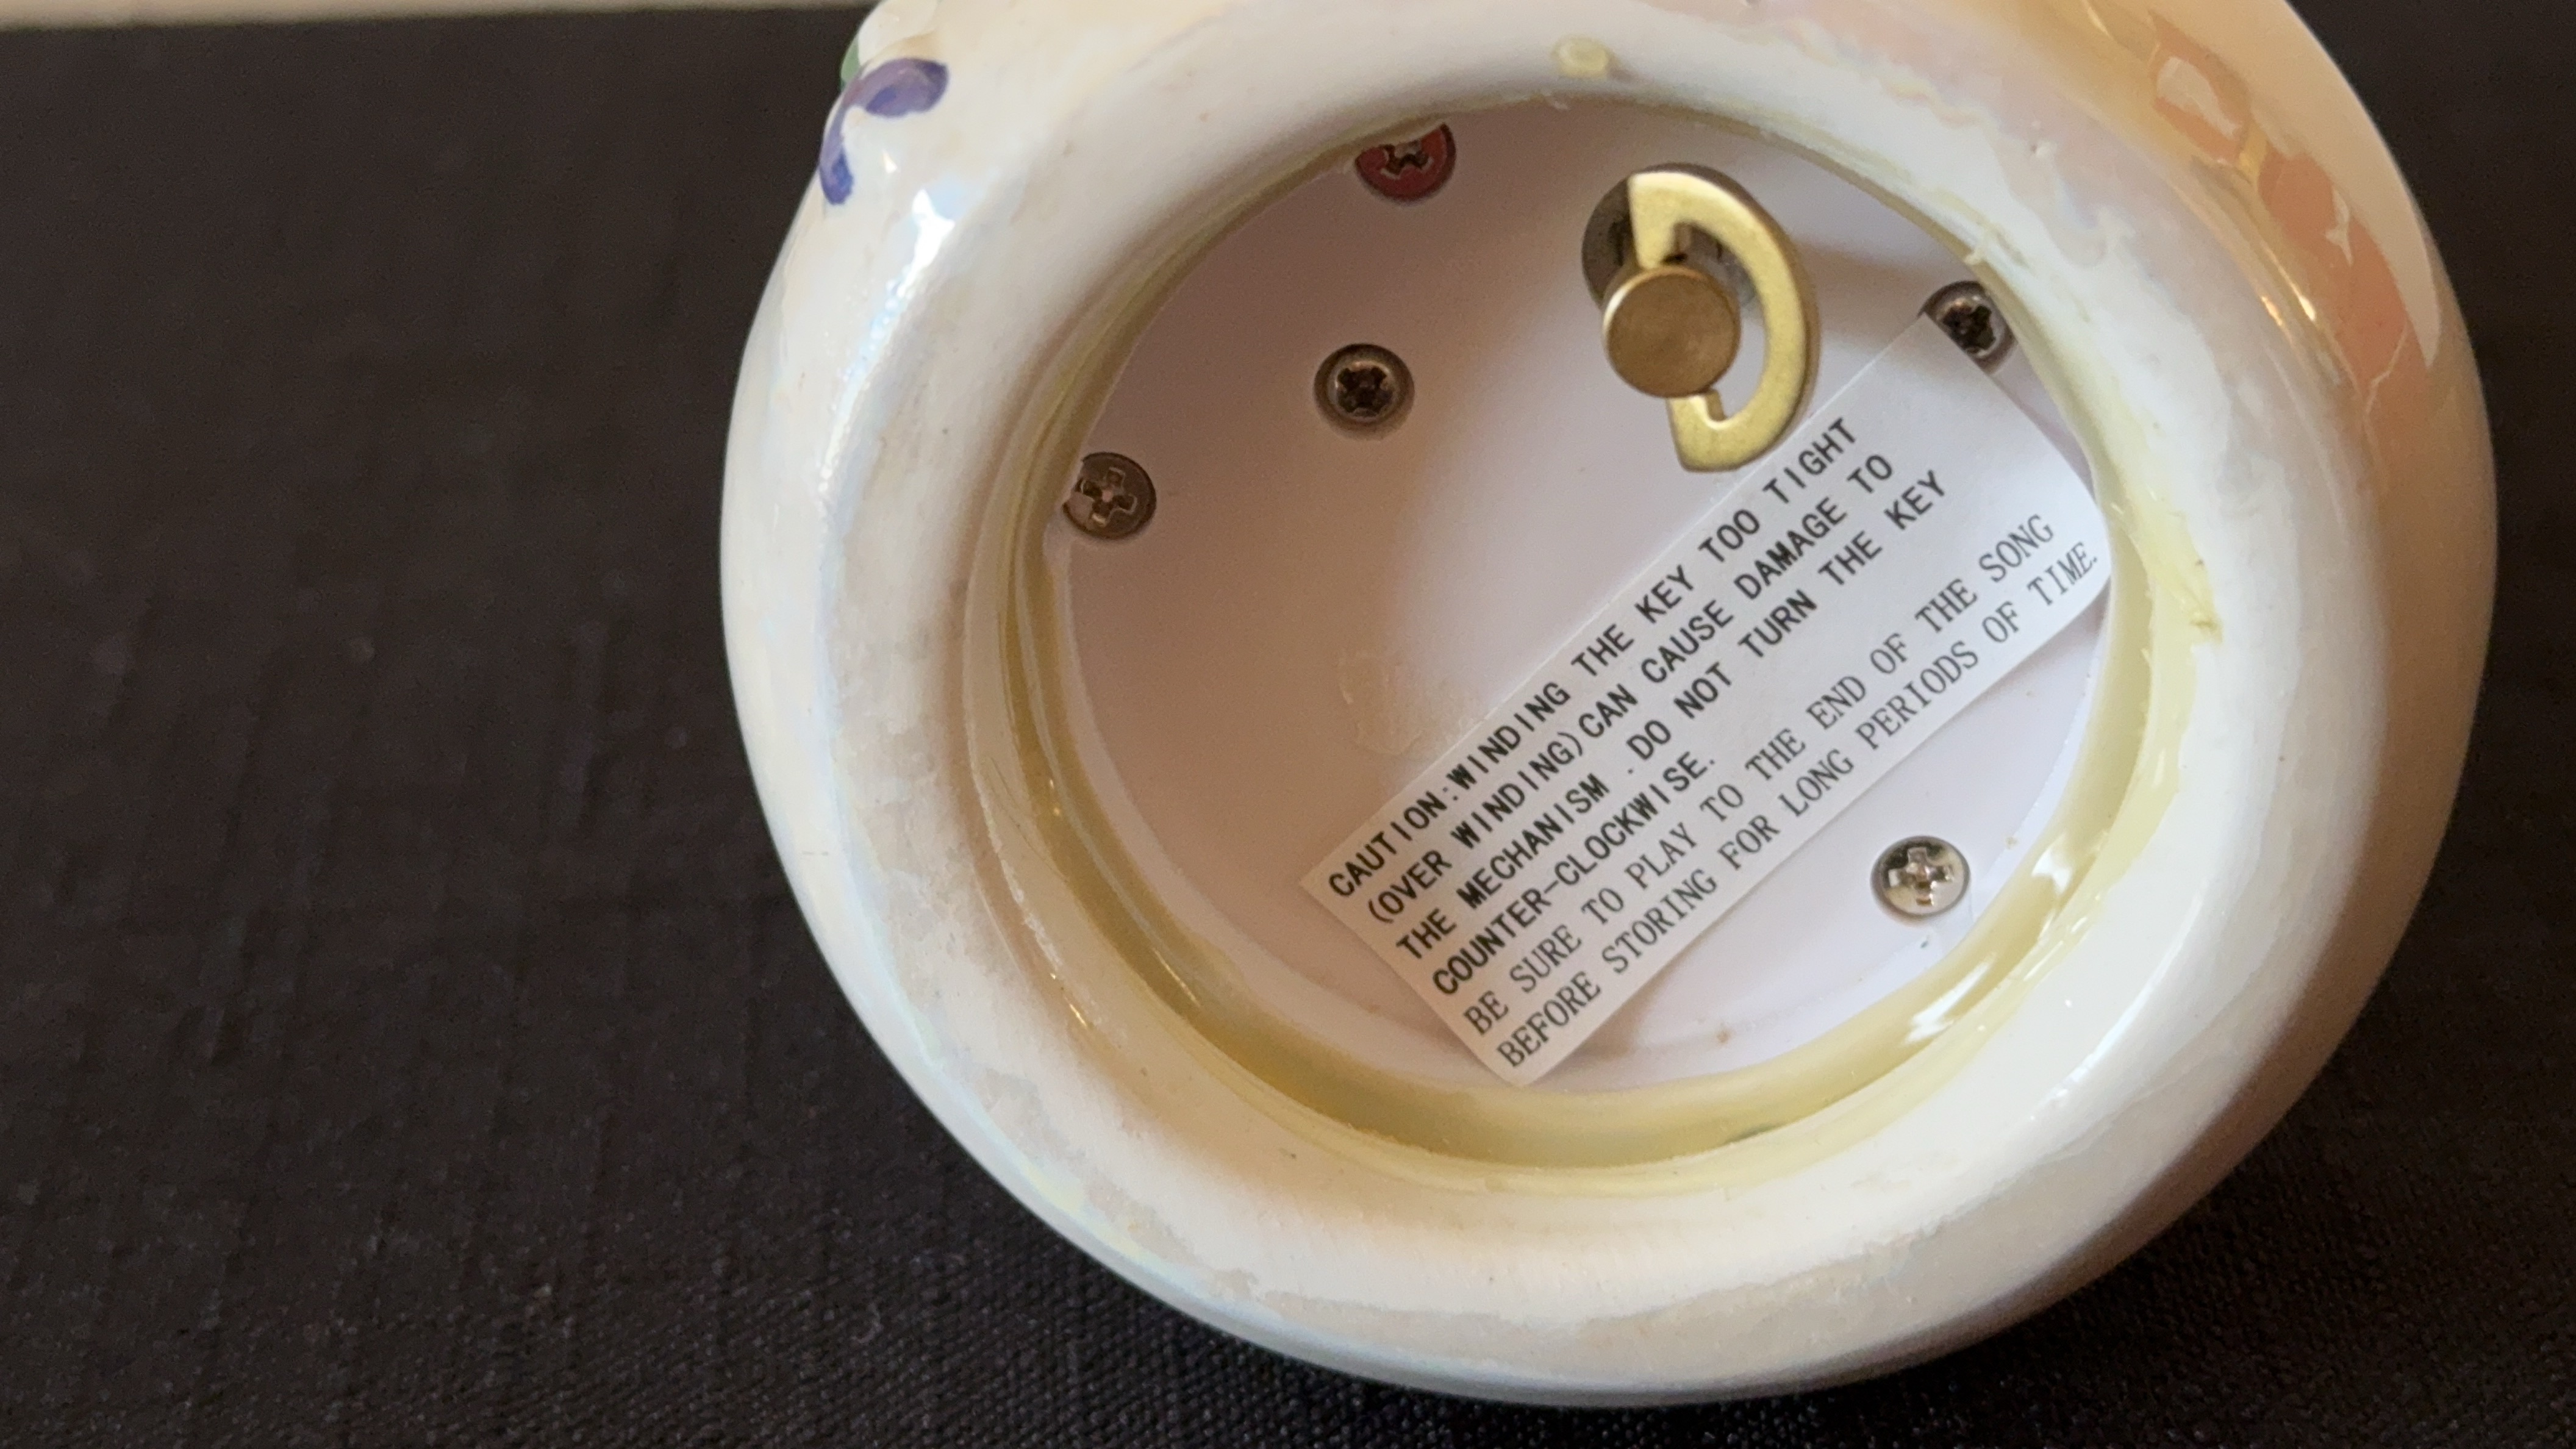 CAUTION:WINDING THE KEY TOO TIGHT
(OVER WINDING)CAN CAUSE DAMAGE TO
THE MECHANISM .DO NOT TURN THE KEY
COUNTER-CLOCKWISE.
BE SURE TO PLAY TO THE END OF THE SONG
BEFORE STORING FOR LONG PERIODS OF TIME.